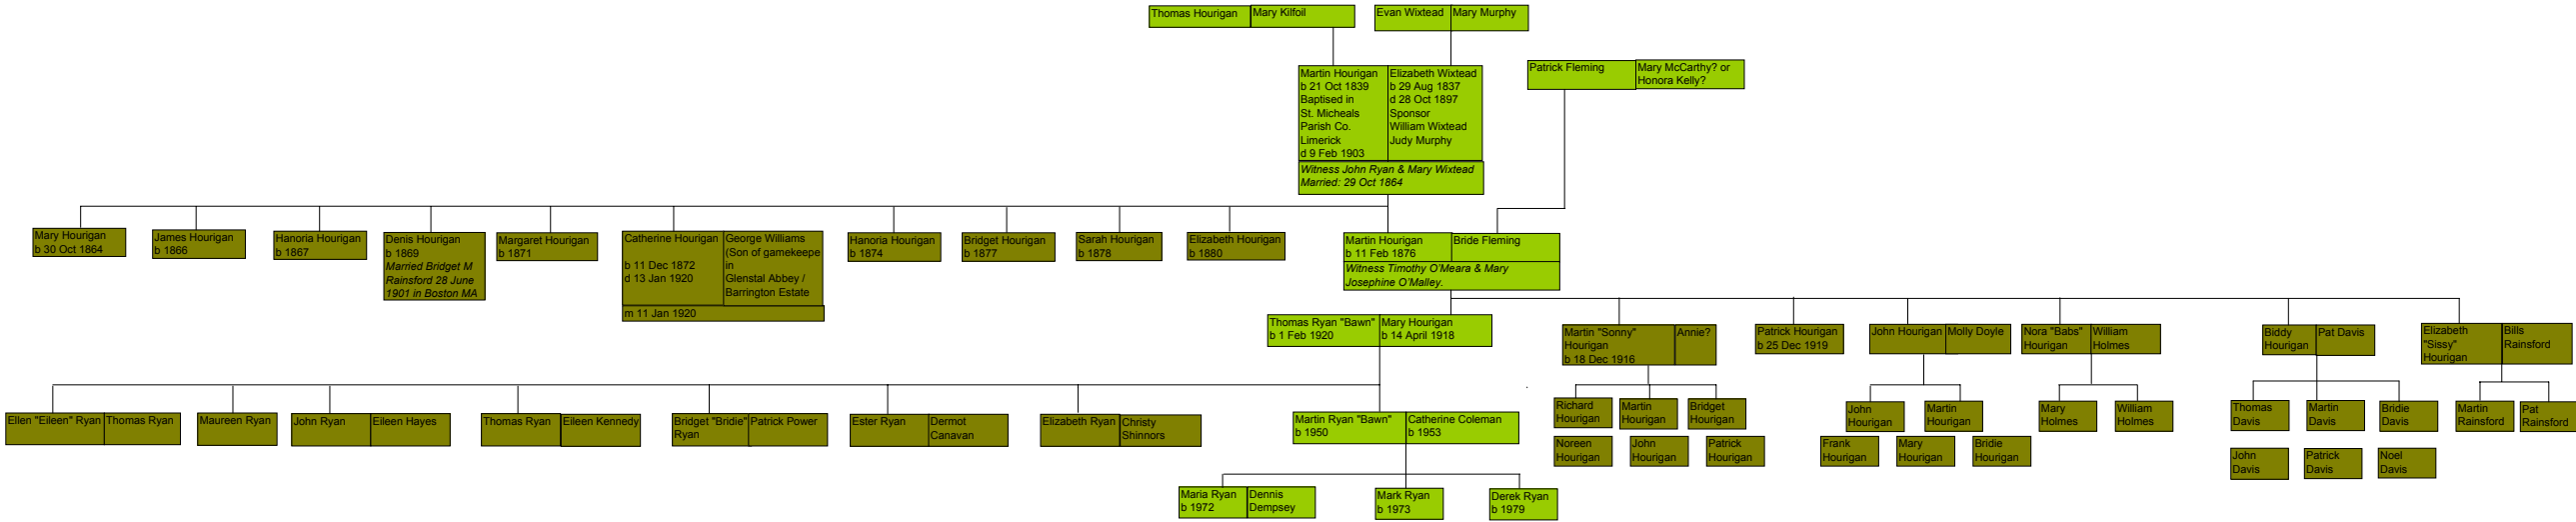 Thomas Hourigan
Mary Kilfoil
Evan Wixtead
Mary Murphy
Martin Hourigan
b 21 Oct 1839
Baptised in
St. Micheals
Parish Co.
Limerick
d 9 Feb 1903
Elizabeth Wixtead
b 29 Aug 1837
d 28 Oct 1897
Sponsor
William Wixtead
Judy Murphy
Witness John Ryan & Mary Wixtead
Married: 29 Oct 1864
Patrick Fleming
Mary McCarthy? or
Honora Kelly?
Mary Hourigan
b 30 Oct 1864
James Hourigan
b 1866
Hanoria Hourigan
b 1867
Denis Hourigan
b 1869
Married Bridget M
Rainsford 28 June
1901 in Boston MA
Margaret Hourigan
b 1871
Catherine Hourigan
b 11 Dec 1872
d 13 Jan 1920
George Williams
(Son of gamekeepe
in
Glenstal Abbey /
Barrington Estate
m 11 Jan 1920
Hanoria Hourigan
b 1874
Bridget Hourigan
b 1877
Sarah Hourigan
b 1878
Elizabeth Hourigan
b 1880
Martin Hourigan
b 11 Feb 1876
Bride Fleming
Witness Timothy O'Meara & Mary
Josephine O'Malley.
Thomas Ryan "Bawn"
b 1 Feb 1920
Mary Hourigan
b 14 April 1918
Martin "Sonny"
Hourigan
b 18 Dec 1916
Annie?
Patrick Hourigan
b 25 Dec 1919
John Hourigan
Molly Doyle
Nora "Babs"
Hourigan
William
Holmes
Biddy
Hourigan
Pat Davis
Elizabeth
"Sissy"
Hourigan
Bills
Rainsford
Ellen "Eileen" Ryan
Thomas Ryan
Maureen Ryan
John Ryan
Eileen Hayes
Thomas Ryan
Eileen Kennedy
Bridget "Birdie"
Ryan
Patrick Power
Ester Ryan
Dermot
Canavan
Elizabeth Ryan
Christy
Shinnors
Martin Ryan "Bawn"
b 1950
Catherine Coleman
b 1953
Richard
Hourigan
Martin
Hourigan
Bridget
Hourigan
Noreen
Hourigan
John
Hourigan
Patrick
Hourigan
John
Hourigan
Martin
Hourigan
Frank
Hourigan
Mary
Hourigan
Bridie
Hourigan
Mary
Holmes
William
Holmes
Thomas
Davis
Martin
Davis
Bridie
Davis
John
Davis
Patrick
Davis
Noel
Davis
Martin
Rainsford
Pat
Rainsford
Maria Ryan
b 1972
Dennis
Dempsey
Mark Ryan
b 1973
Derek Ryan
b 1979